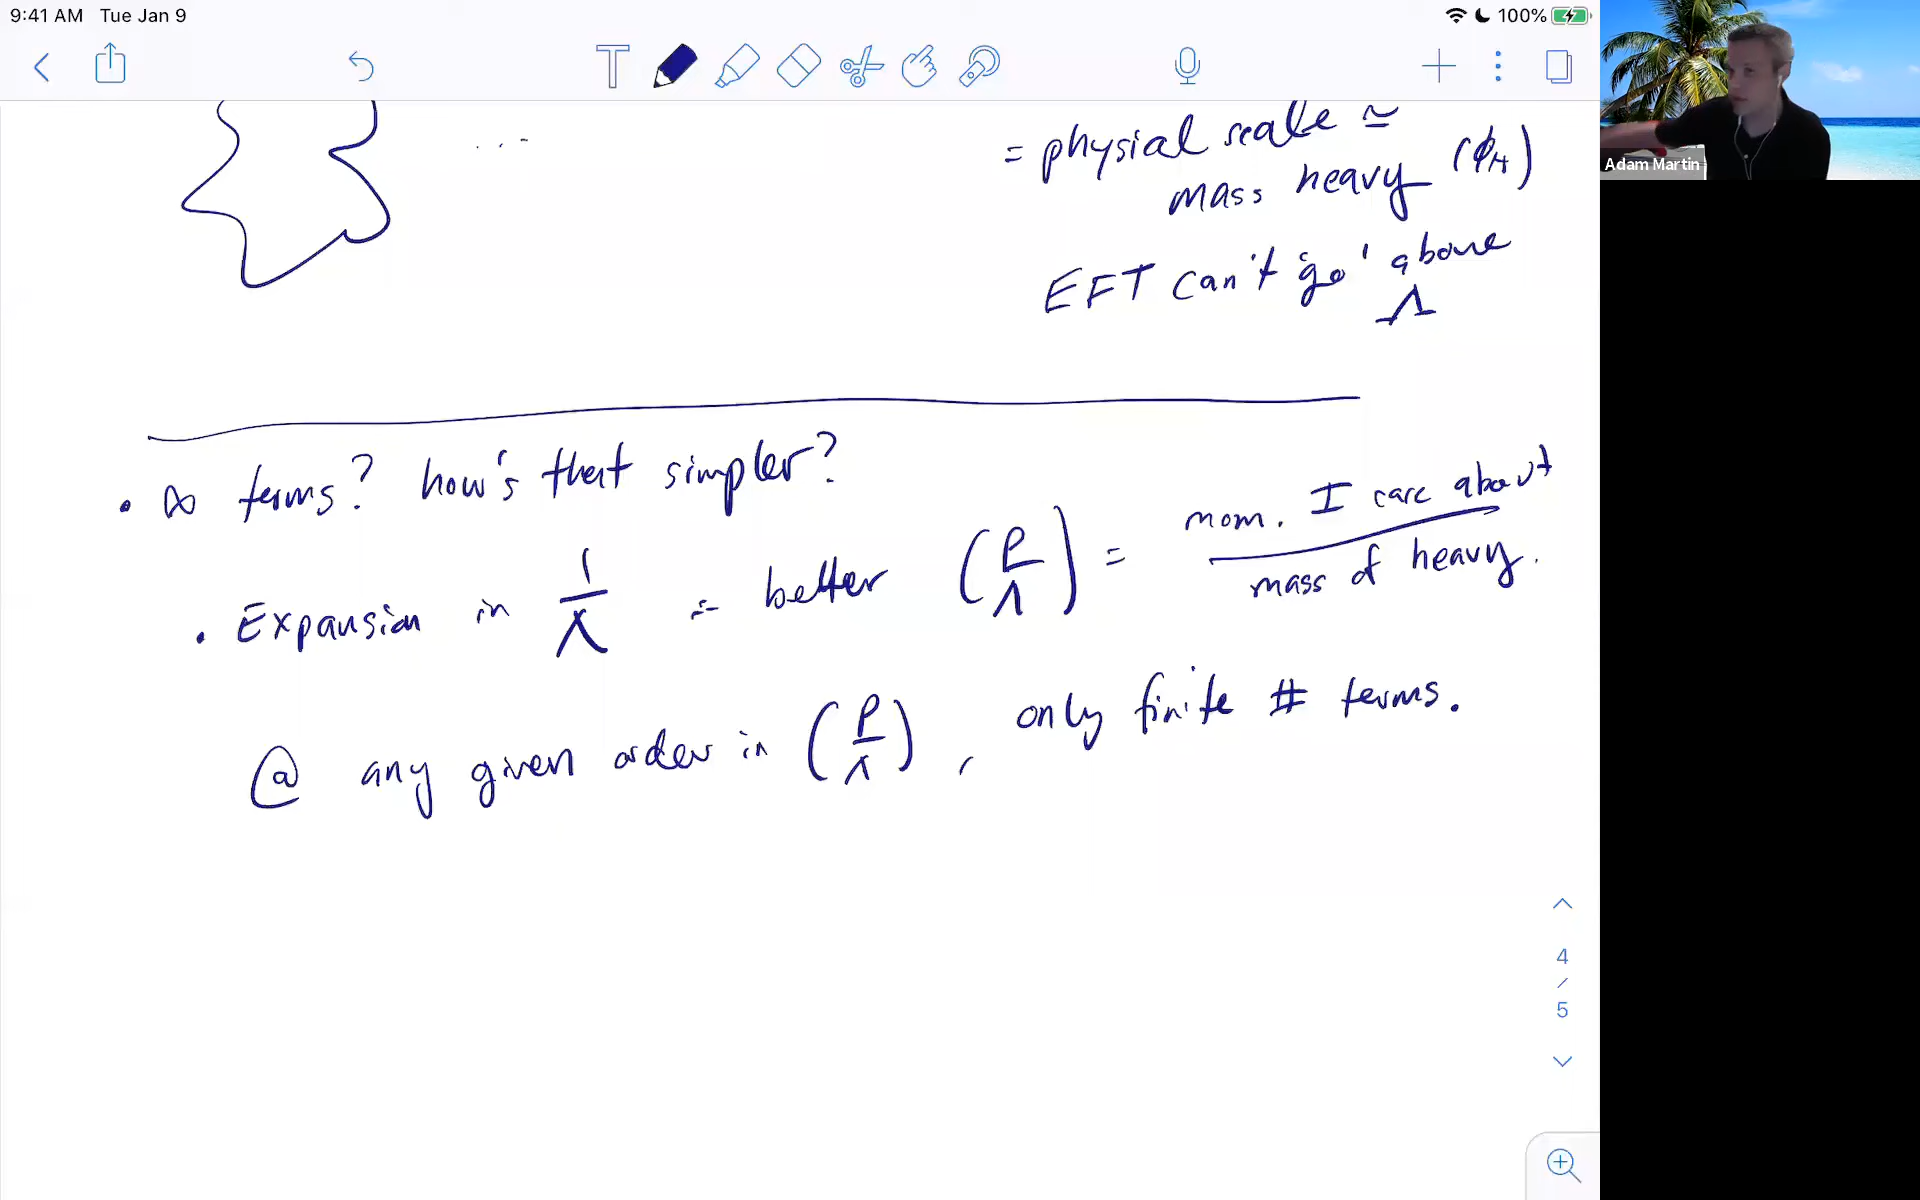 9:41 AM Tue Jan 9
100%
Adam Martin
...
= physial scale ≃
mass heavy (ϕH)
EFT can't 'go' above
Λ
• ∞ terms? how's that simpler?
• Expansion in 1/Λ = better (P/Λ) = mom. I care about / mass of heavy.
@ any given order in (P/Λ), only finite # terms.
4
/
5